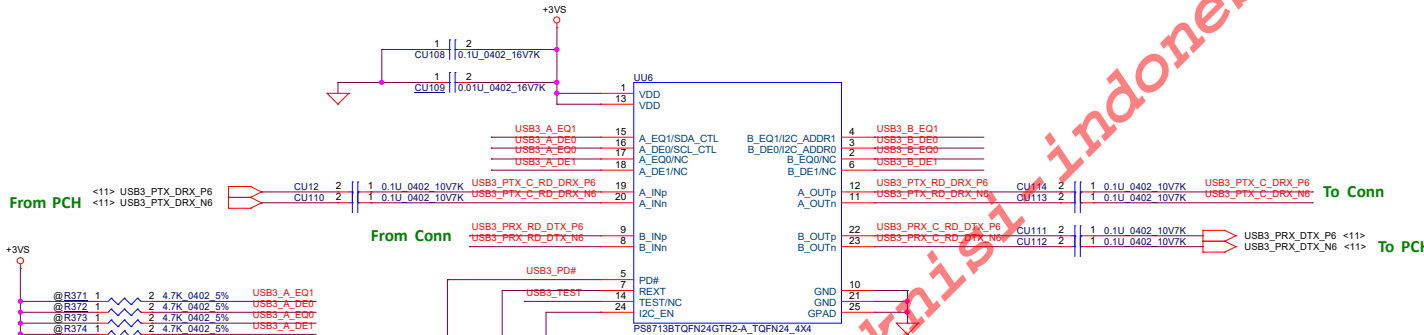 +3VS
1 2
CU108 0.1U_0402_16V7K
1 2
CU109 0.01U_0402_16V7K
UU6
1 VDD
13 VDD
USB3_A_EQ1 15 A_EQ1/SDA_CTL B_EQ1/I2C_ADDR1 4 USB3_B_EQ1
USB3_A_DE0 16 A_DE0/SCL_CTL B_DE0/I2C_ADDR0 3 USB3_B_DE0
USB3_A_EQ0 17 A_EQ0/NC B_EQ0/NC 2 USB3_B_EQ0
USB3_A_DE1 18 A_DE1/NC B_DE1/NC 6 USB3_B_DE1
From PCH
<11> USB3_PTX_DRX_P6 CU12 2 1 0.1U_0402_10V7K USB3_PTX_C_RD_DRX_P6 19 A_INp A_OUTp 12 USB3_PTX_RD_DRX_P6 CU114 2 1 0.1U_0402_10V7K USB3_PTX_C_DRX_P6
<11> USB3_PTX_DRX_N6 CU110 2 1 0.1U_0402_10V7K USB3_PTX_C_RD_DRX_N6 20 A_INn A_OUTn 11 USB3_PTX_RD_DRX_N6 CU113 2 1 0.1U_0402_10V7K USB3_PTX_C_DRX_N6
To Conn
From Conn
USB3_PRX_RD_DTX_P6 9 B_INp B_OUTp 22 USB3_PRX_C_RD_DTX_P6 CU111 2 1 0.1U_0402_10V7K USB3_PRX_DTX_P6 <11>
USB3_PRX_RD_DTX_N6 8 B_INn B_OUTn 23 USB3_PRX_C_RD_DTX_N6 CU112 2 1 0.1U_0402_10V7K USB3_PRX_DTX_N6 <11>
To PCH
+3VS
USB3_PD# 5 PD# GND 10
7 REXT GND 21
USB3_TEST 14 TEST/NC GPAD 25
24 I2C_EN
PS8713BTQFN24GTR2-A_TQFN24_4X4
@R371 1 2 4.7K_0402_5% USB3_A_EQ1
@R372 1 2 4.7K_0402_5% USB3_A_DE0
@R373 1 2 4.7K_0402_5% USB3_A_EQ0
@R374 1 2 4.7K_0402_5% USB3_A_DE1
knisi-indones